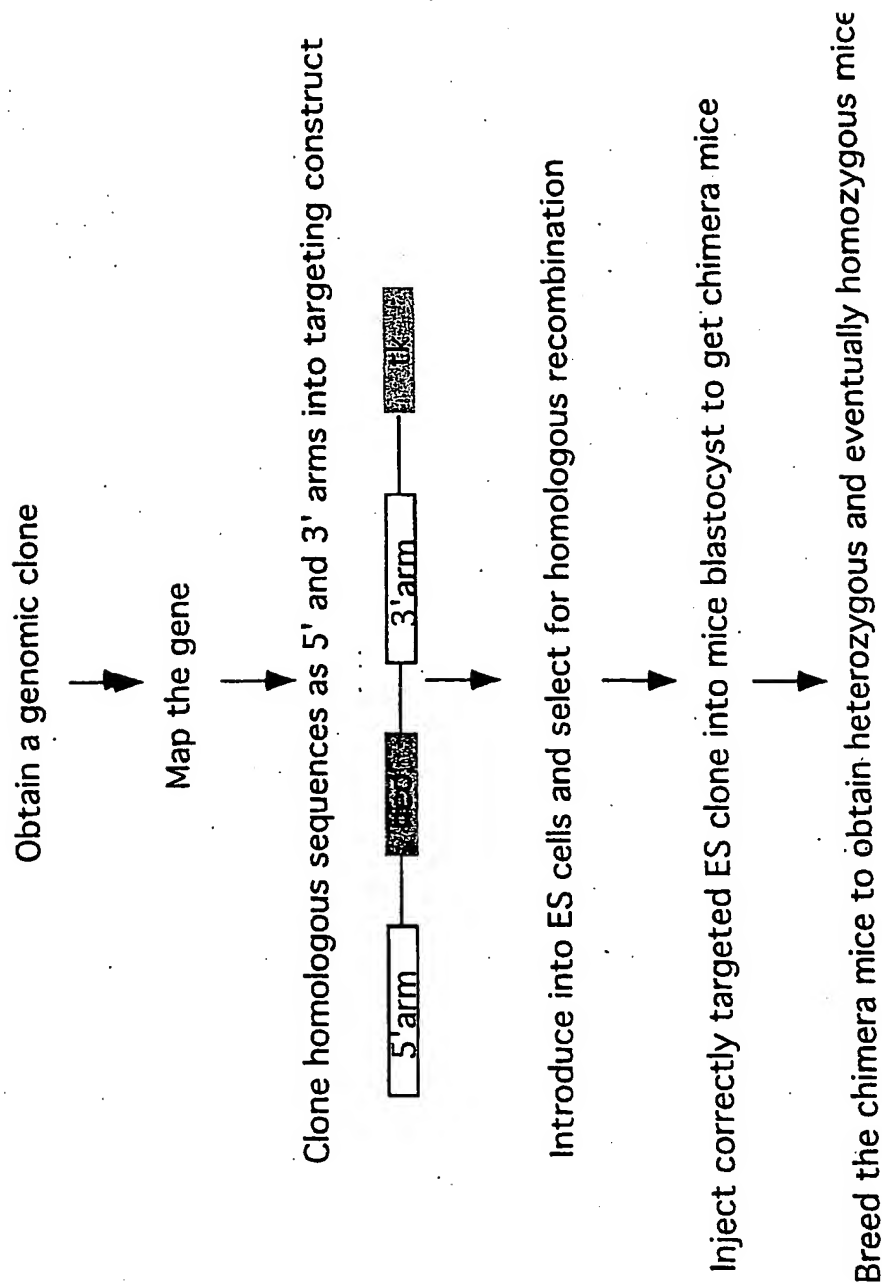 Obtain a genomic clone
Map the gene
Clone homologous sequences as 5' and 3' arms into targeting construct
5'arm neo 3'arm tk
Introduce into ES cells and select for homologous recombination
Inject correctly targeted ES clone into mice blastocyst to get chimera mice
Breed the chimera mice to obtain heterozygous and eventually homozygous mice